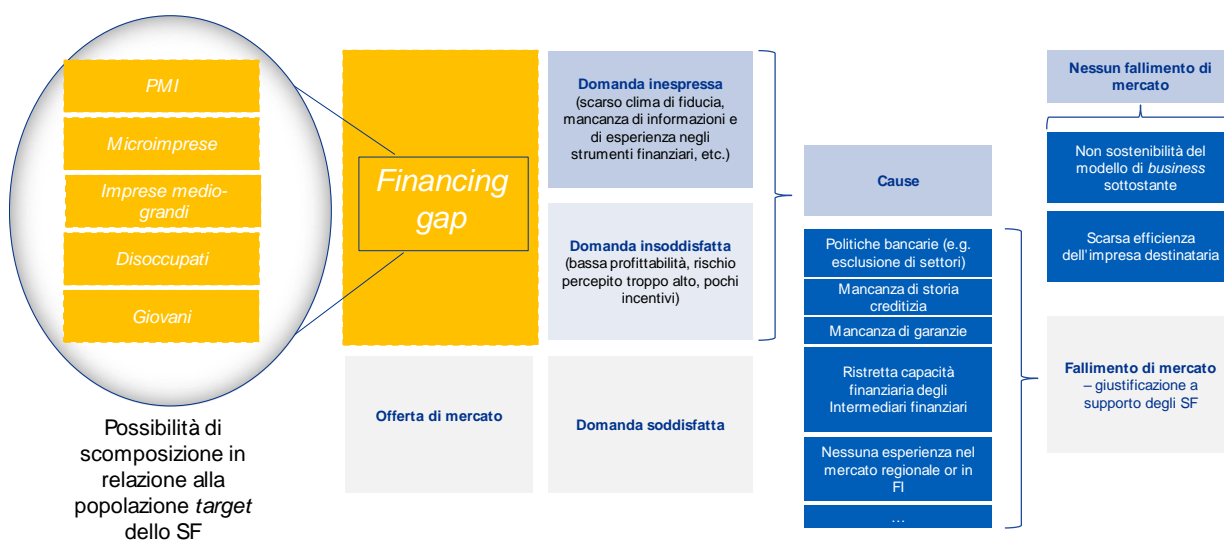 PMI
Microimprese
Imprese medio-
grandi
Disoccupati
Giovani
Possibilità di
scomposizione in
relazione alla
popolazione target
dello SF
Financing
gap
Offerta di mercato
Domanda inespressa
(scarso clima di fiducia,
mancanza di informazioni e
di esperienza negli
strumenti finanziari, etc.)
Domanda insoddisfatta
(bassa profittabilità, rischio
percepito troppo alto, pochi
incentivi)
Domanda soddisfatta
Cause
Politiche bancarie (e.g.
esclusione di settori)
Mancanza di storia
creditizia
Mancanza di garanzie
Ristretta capacità
finanziaria degli
Intermediari finanziari
Nessuna esperienza nel
mercato regionale or in
FI
…
Nessun fallimento di
mercato
Non sostenibilità del
modello di business
sottostante
Scarsa efficienza
dell'impresa destinataria
Fallimento di mercato
– giustificazione a
supporto degli SF